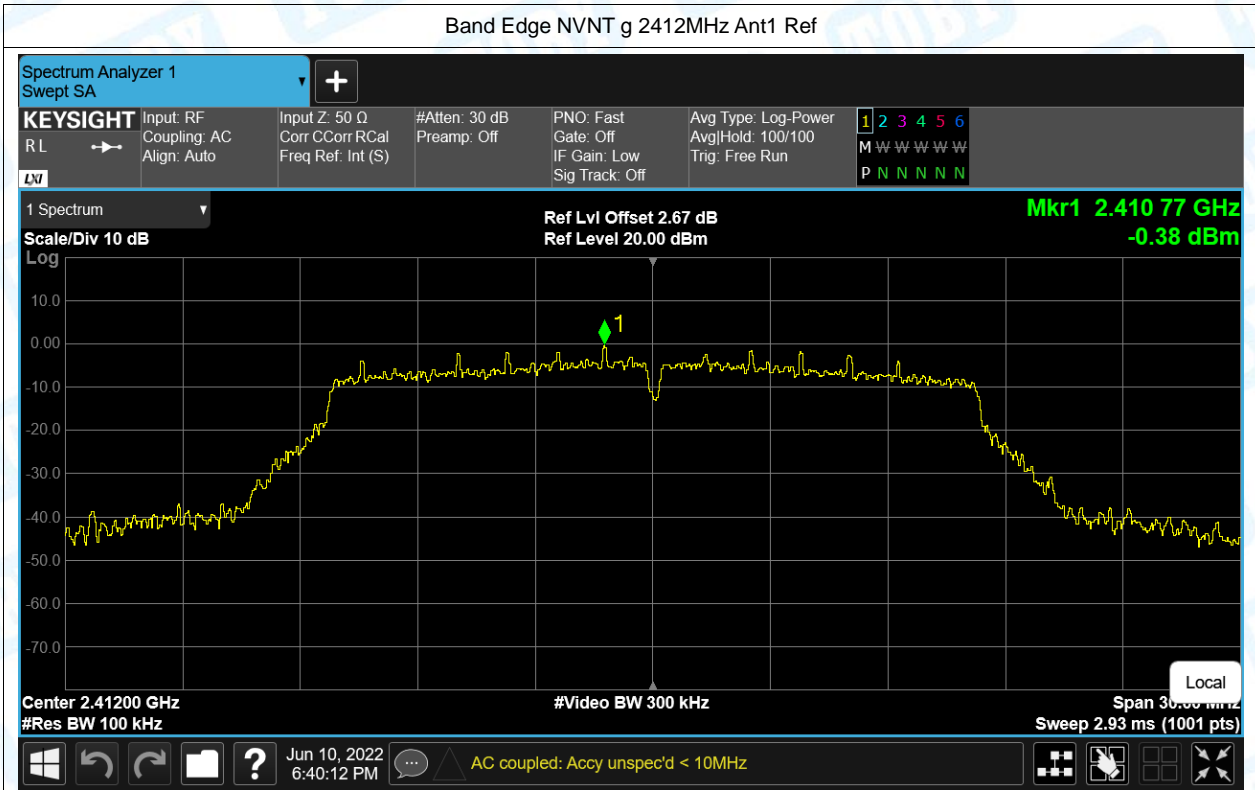 Band Edge NVNT g 2412MHz Ant1 Ref
Spectrum Analyzer 1
Swept SA
KEYSIGHT
R L
LXI
Input: RF
Coupling: AC
Align: Auto
Input Z: 50 Ω
Corr CCorr RCal
Freq Ref: Int (S)
#Atten: 30 dB
Preamp: Off
PNO: Fast
Gate: Off
IF Gain: Low
Sig Track: Off
Avg Type: Log-Power
Avg|Hold: 100/100
Trig: Free Run
1 2 3 4 5 6
M W W W W W
P N N N N N
1 Spectrum
Scale/Div 10 dB
Ref Lvl Offset 2.67 dB
Ref Level 20.00 dBm
Mkr1 2.410 77 GHz
-0.38 dBm
Log
10.0
0.00
-10.0
-20.0
-30.0
-40.0
-50.0
-60.0
-70.0
1
Center 2.41200 GHz
#Res BW 100 kHz
#Video BW 300 kHz
Local
Span 30.00 MHz
Sweep 2.93 ms (1001 pts)
?
Jun 10, 2022
6:40:12 PM
AC coupled: Accy unspec'd < 10MHz